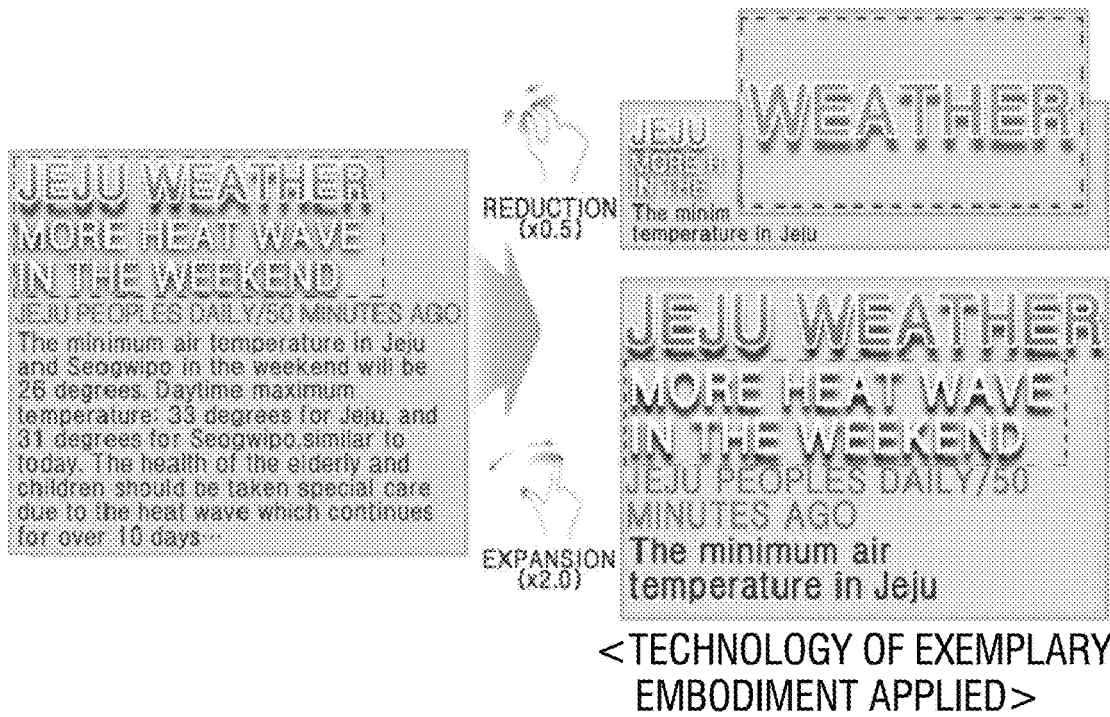 JEJU WEATHER
MORE HEAT WAVE
IN THE WEEKEND
JEJU PEOPLES DAILY/50 MINUTES AGO
The minimum air temperature in Jeju
and Seogwipo in the weekend will be
26 degrees. Daytime maximum
temperature: 33 degrees for Jeju, and
31 degrees for Seogwipo,similar to
today. The health of the elderly and
children should be taken special care
due to the heat wave which continues
for over 10 days…
REDUCTION
(x0.5)
EXPANSION
(x2.0)
WEATHER
JEJU
MORE H
IN THE
The minim
temperature in Jeju
JEJU WEATHER
MORE HEAT WAVE
IN THE WEEKEND
JEJU PEOPLES DAILY/50
MINUTES AGO
The minimum air
temperature in Jeju
<TECHNOLOGY OF EXEMPLARY
EMBODIMENT APPLIED>